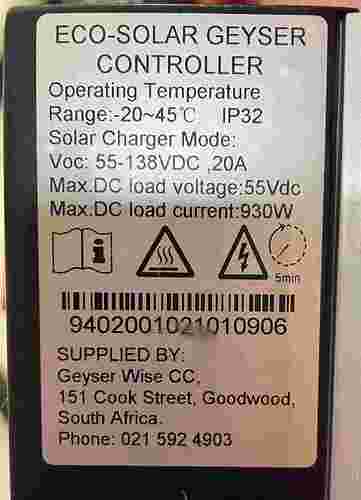 ECO-SOLAR GEYSER
CONTROLLER
Operating Temperature
Range:-20~45℃ IP32
Solar Charger Mode:
Voc: 55-138VDC ,20A
Max.DC load voltage:55Vdc
Max.DC load current:930W
5min
9402001021010906
SUPPLIED BY:
Geyser Wise CC,
151 Cook Street, Goodwood,
South Africa.
Phone: 021 592 4903